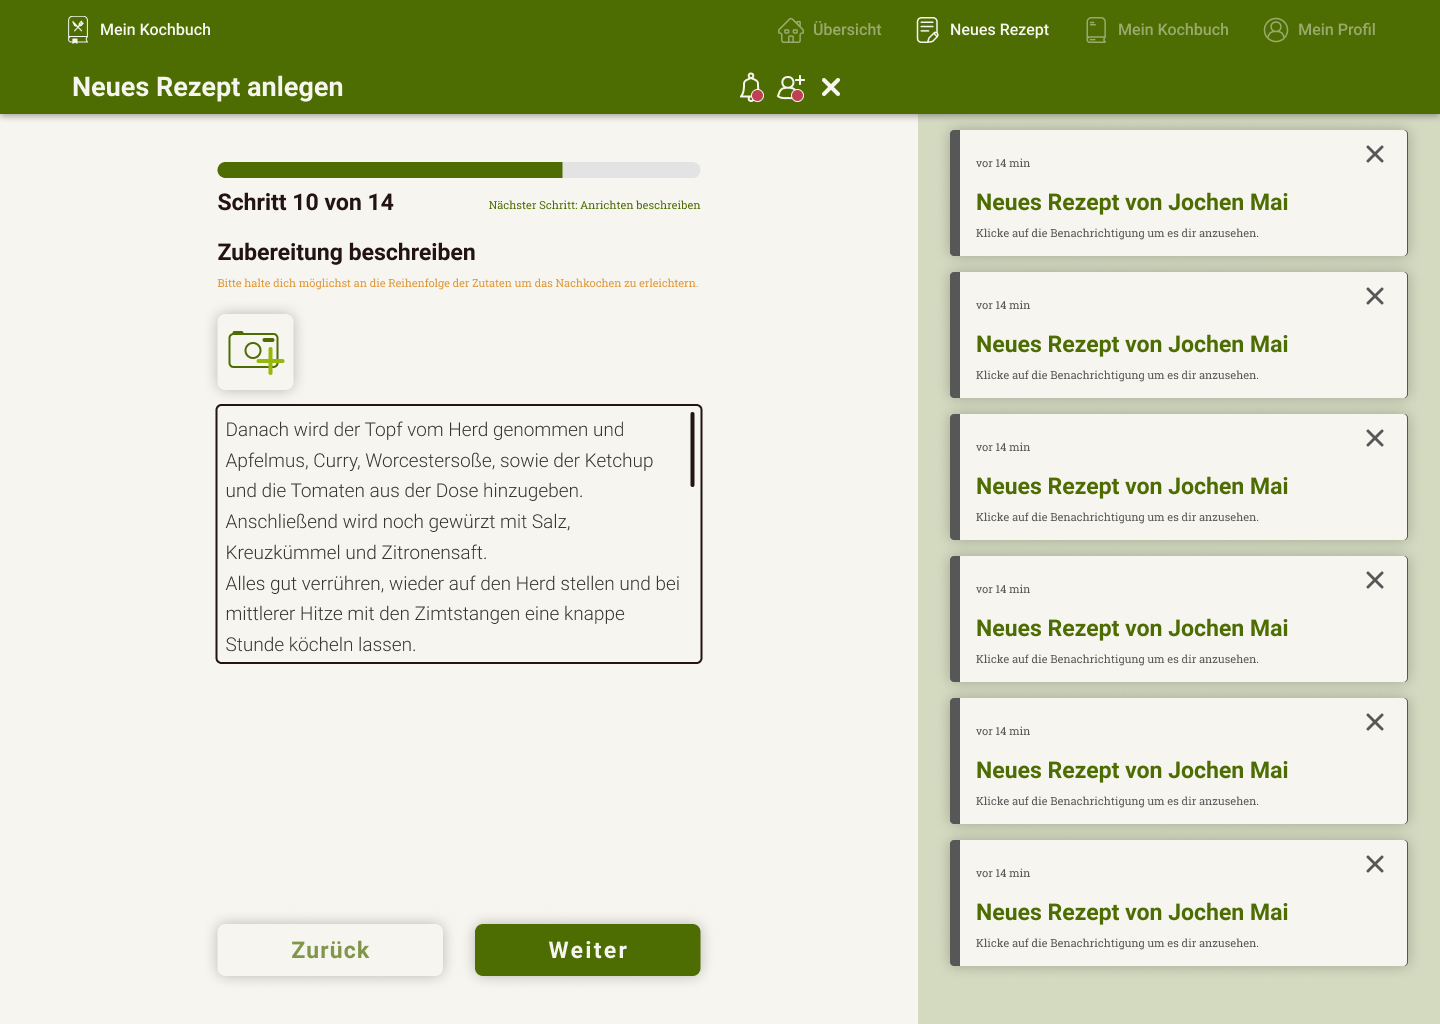 Mein Kochbuch
Übersicht
Neues Rezept
Mein Kochbuch
Mein Profil
Neues Rezept anlegen
Schritt 10 von 14
Nächster Schritt: Anrichten beschreiben
Zubereitung beschreiben
Bitte halte dich möglichst an die Reihenfolge der Zutaten um das Nachkochen zu erleichtern.
Danach wird der Topf vom Herd genommen und
Apfelmus, Curry, Worcestersoße, sowie der Ketchup
und die Tomaten aus der Dose hinzugeben.
Anschließend wird noch gewürzt mit Salz,
Kreuzkümmel und Zitronensaft.
Alles gut verrühren, wieder auf den Herd stellen und bei
mittlerer Hitze mit den Zimtstangen eine knappe
Stunde köcheln lassen.
Zurück
Weiter
vor 14 min
Neues Rezept von Jochen Mai
Klicke auf die Benachrichtigung um es dir anzusehen.
vor 14 min
Neues Rezept von Jochen Mai
Klicke auf die Benachrichtigung um es dir anzusehen.
vor 14 min
Neues Rezept von Jochen Mai
Klicke auf die Benachrichtigung um es dir anzusehen.
vor 14 min
Neues Rezept von Jochen Mai
Klicke auf die Benachrichtigung um es dir anzusehen.
vor 14 min
Neues Rezept von Jochen Mai
Klicke auf die Benachrichtigung um es dir anzusehen.
vor 14 min
Neues Rezept von Jochen Mai
Klicke auf die Benachrichtigung um es dir anzusehen.